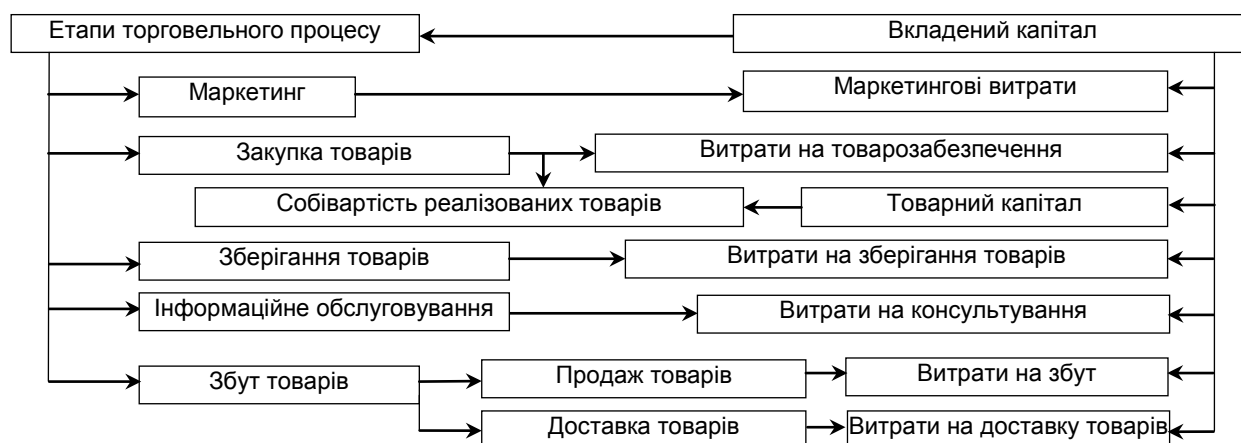 Етапи торговельного процесу
Вкладений капітал
Маркетинг
Маркетингові витрати
Закупка товарів
Витрати на товарозабезпечення
Собівартість реалізованих товарів
Товарний капітал
Зберігання товарів
Витрати на зберігання товарів
Інформаційне обслуговування
Витрати на консультування
Збут товарів
Продаж товарів
Витрати на збут
Доставка товарів
Витрати на доставку товарів